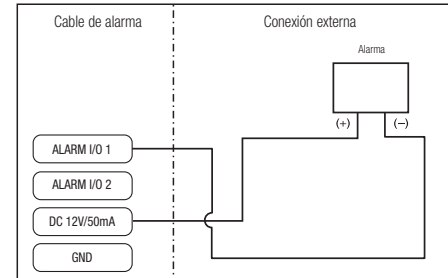 Cable de alarma
Conexión externa
Alarma
(+)
(−)
ALARM I/O 1
ALARM I/O 2
DC 12V/50mA
GND